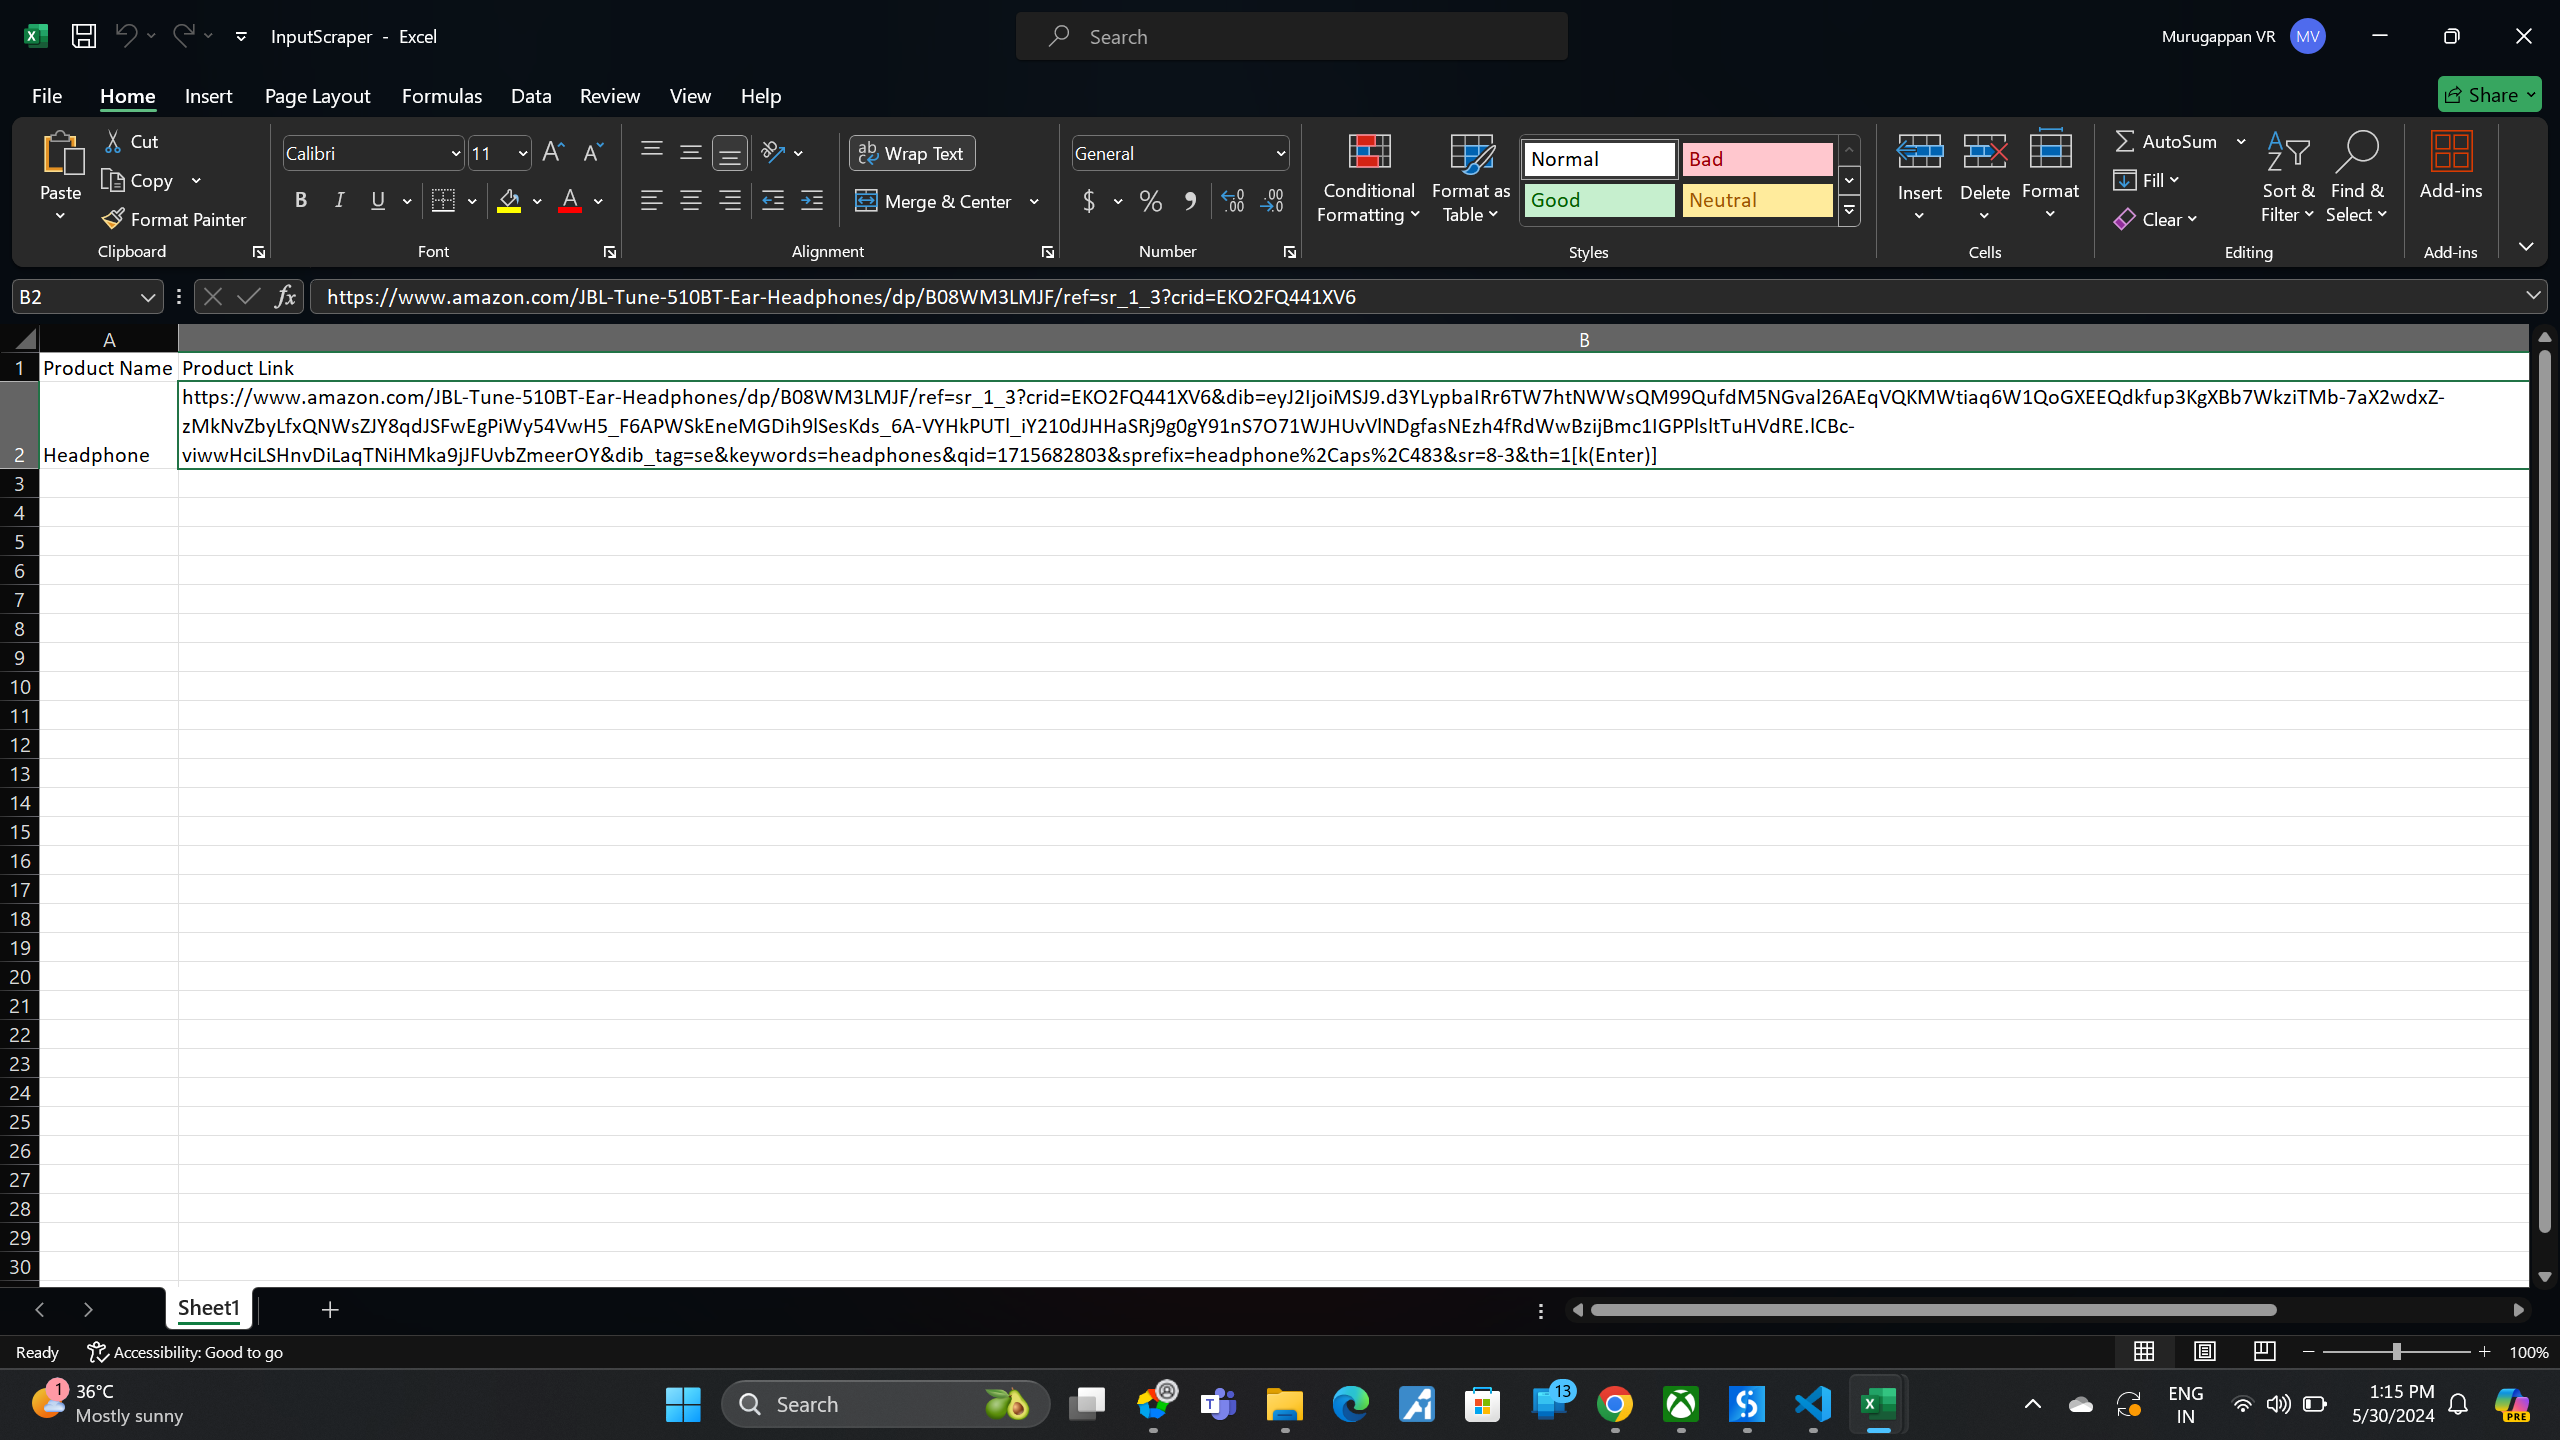 InputScraper - Excel
Search
Murugappan VR
MV
File
Home
Insert
Page Layout
Formulas
Data
Review
View
Help
Share
Paste
Cut
Copy
Format Painter
Clipboard
Calibri
11
B
I
U
Font
Wrap Text
Merge & Center
Alignment
General
$
%
Number
Conditional
Formatting
Format as
Table
Normal
Bad
Good
Neutral
Styles
Insert
Delete
Format
Cells
AutoSum
Fill
Clear
Sort &
Filter
Find &
Select
Editing
Add-ins
Add-ins
B2
fx
https://www.amazon.com/JBL-Tune-510BT-Ear-Headphones/dp/B08WM3LMJF/ref=sr_1_3?crid=EKO2FQ441XV6
A
B
1
Product Name
Product Link
https://www.amazon.com/JBL-Tune-510BT-Ear-Headphones/dp/B08WM3LMJF/ref=sr_1_3?crid=EKO2FQ441XV6&dib=eyJ2IjoiMSJ9.d3YLypbaIRr6TW7htNWWsQM99QufdM5NGval26AEqVQKMWtiaq6W1QoGXEEQdkfup3KgXBb7WkziTMb-7aX2wdxZ-
zMkNvZbyLfxQNWsZJY8qdJSFwEgPiWy54VwH5_F6APWSkEneMGDih9lSesKds_6A-VYHkPUTl_iY210dJHHaSRj9g0gY91nS7O71WJHUvVlNDgfasNEzh4fRdWwBzijBmc1IGPPlsltTuHVdRE.lCBc-
2
Headphone
viwwHciLSHnvDiLaqTNiHMka9jJFUvbZmeerOY&dib_tag=se&keywords=headphones&qid=1715682803&sprefix=headphone%2Caps%2C483&sr=8-3&th=1[k(Enter)]
3
4
5
6
7
8
9
10
11
12
13
14
15
16
17
18
19
20
21
22
23
24
25
26
27
28
29
30
Sheet1
Ready
Accessibility: Good to go
100%
1
36°C
Mostly sunny
Search
13
ENG
IN
1:15 PM
5/30/2024
PRE